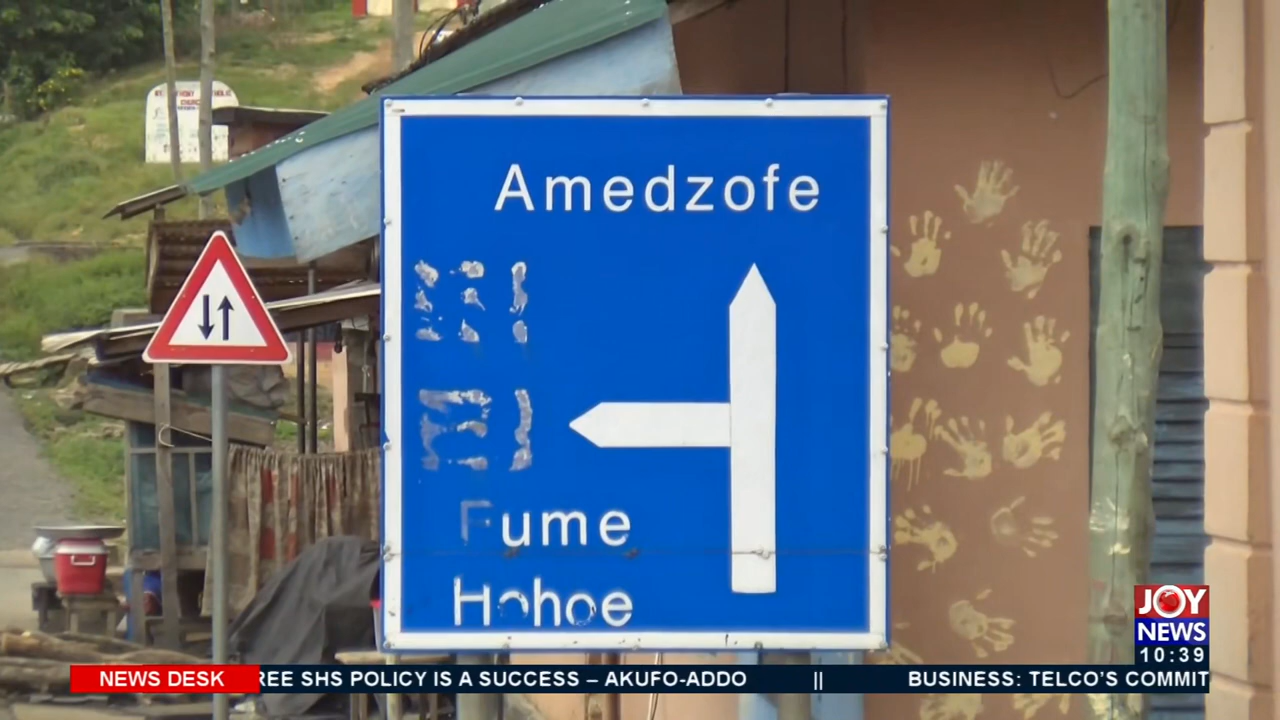 Amedzofe
Fume
Hohoe
CHURCH
JOY
NEWS
10:39
NEWS DESK
REE SHS POLICY IS A SUCCESS – AKUFO-ADDO || BUSINESS: TELCO'S COMMIT